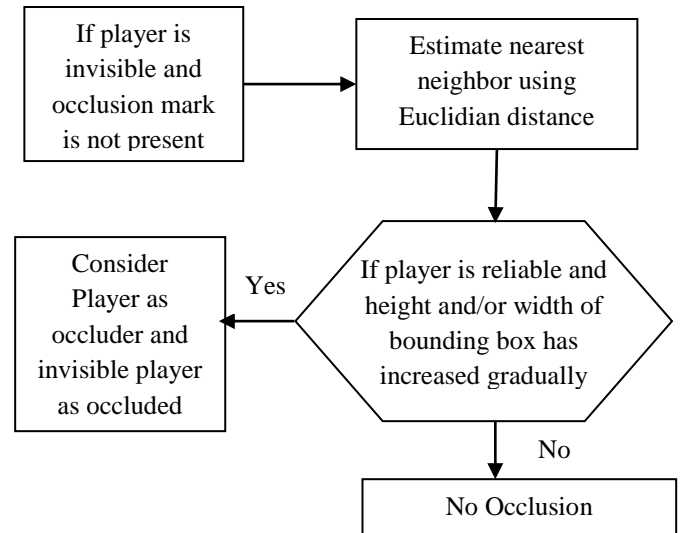 If player is
invisible and
occlusion mark
is not present
Estimate nearest
neighbor using
Euclidian distance
If player is reliable and
height and/or width of
bounding box has
increased gradually
Yes
Consider
Player as
occluder and
invisible player
as occluded
No
No Occlusion